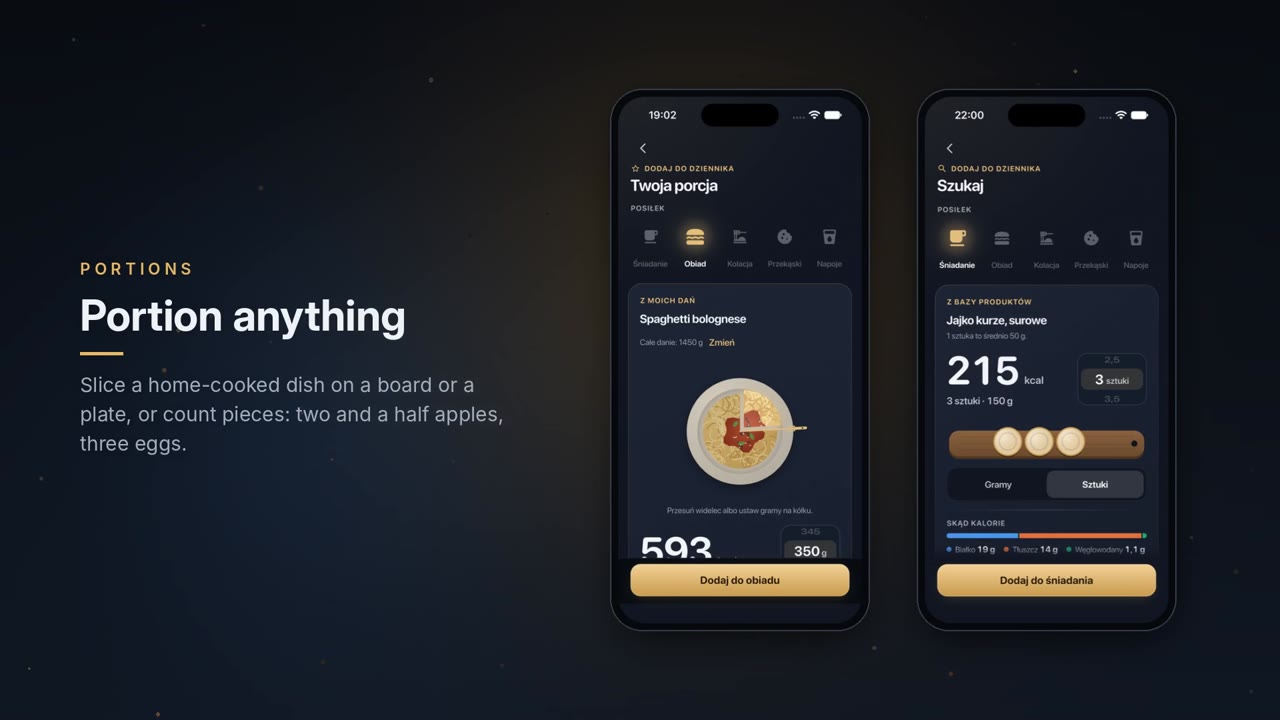 PORTIONS
Portion anything
Slice a home-cooked dish on a board or a
plate, or count pieces: two and a half apples,
three eggs.
19:02
DODAJ DO DZIENNIKA
Twoja porcja
POSIŁEK
Śniadanie Obiad Kolacja Przekąski Napoje
Z MOICH DAŃ
Spaghetti bolognese
Całe danie: 1450 g Zmień
Przesuń widelec albo ustaw gramy na kółku.
345
593
350 g
Dodaj do obiadu
22:00
DODAJ DO DZIENNIKA
Szukaj
POSIŁEK
Śniadanie Obiad Kolacja Przekąski Napoje
Z BAZY PRODUKTÓW
Jajko kurze, surowe
1 sztuka to średnio 50 g.
2,5
215 kcal
3 sztuki
3,5
3 sztuki · 150 g
Gramy Sztuki
SKĄD KALORIE
Białko 19 g Tłuszcz 14 g Węglowodany 1,1 g
Dodaj do śniadania